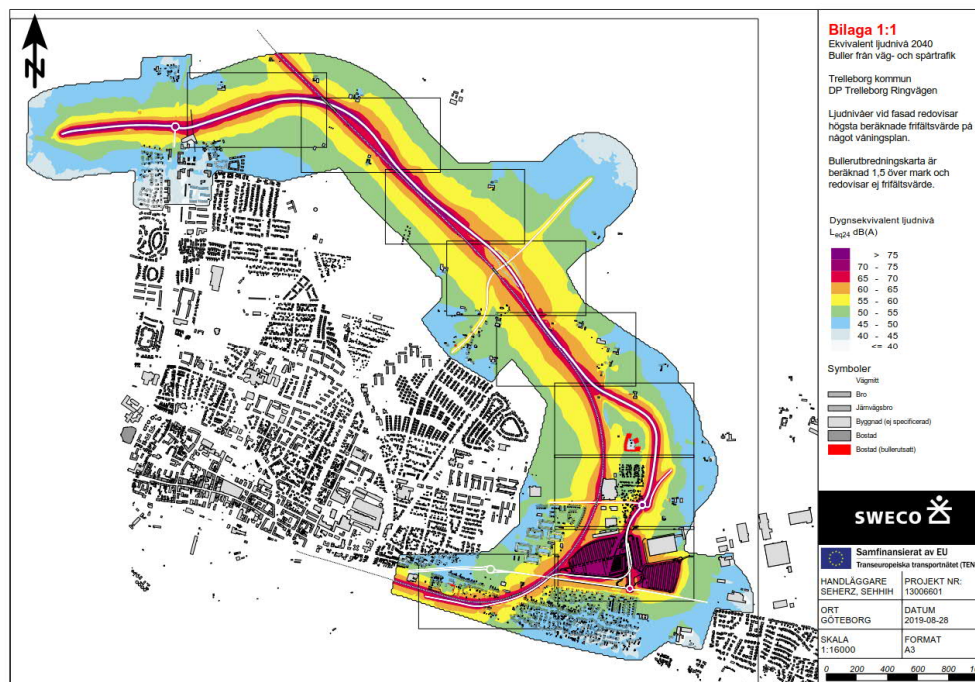 N
Bilaga 1:1
Ekvivalent ljudnivå 2040
Buller från väg- och spårtrafik
Trelleborg kommun
DP Trelleborg Ringvägen
Ljudnivåer vid fasad redovisar
högsta beräknade frifältsvärde på
något våningsplan.
Bullerutbredningskarta är
beräknad 1,5 över mark och
redovisar ej frifältsvärde.
Dygnsekvivalent ljudnivå
Leq24 dB(A)
> 75
70 - 75
65 - 70
60 - 65
55 - 60
50 - 55
45 - 50
40 - 45
<= 40
Symboler
Vägmitt
Bro
Järnvägsbro
Byggnad (ej specificerad)
Bostad
Bostad (bullerutsatt)
SWECO
Samfinansierat av EU
Transeuropeiska transportnätet (TEN
HANDLÄGGARE
SEHERZ, SEHHIH
PROJEKT NR:
13006601
ORT
GÖTEBORG
DATUM
2019-08-28
SKALA
1:16000
FORMAT
A3
0 200 400 600 800 10